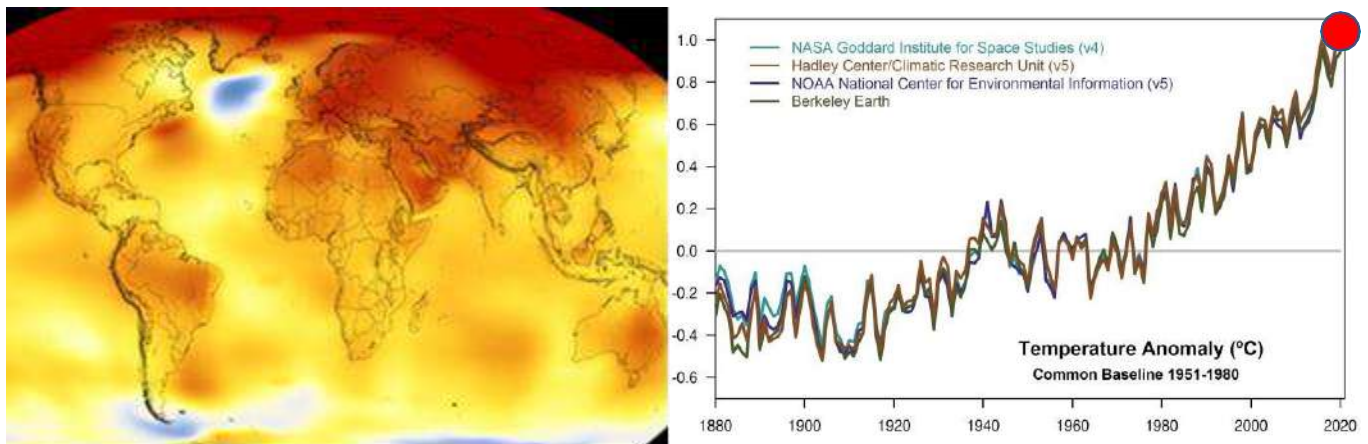 1.0
0.8
0.6
0.4
0.2
0.0
-0.2
-0.4
-0.6
NASA Goddard Institute for Space Studies (v4)
Hadley Center/Climatic Research Unit (v5)
NOAA National Center for Environmental Information (v5)
Berkeley Earth
Temperature Anomaly (ºC)
Common Baseline 1951-1980
1880 1900 1920 1940 1960 1980 2000 2020